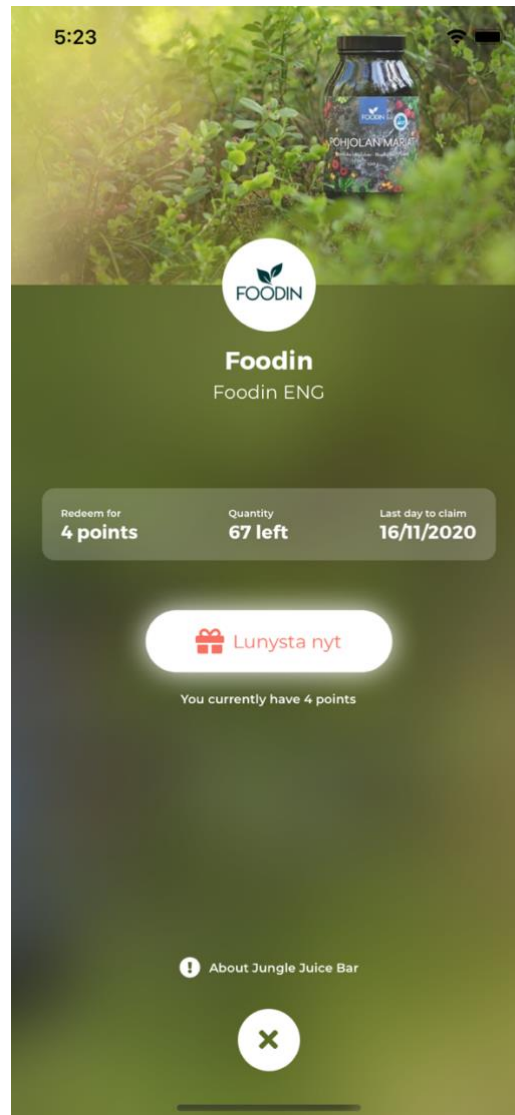 5:23
FOODIN
POHJOLAN MARJAT
FOODIN
Foodin
Foodin ENG
Redeem for
4 points
Quantity
67 left
Last day to claim
16/11/2020
Lunysta nyt
You currently have 4 points
About Jungle Juice Bar